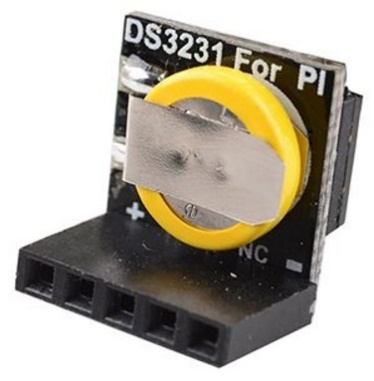 DS3231 For PI
+
NC -